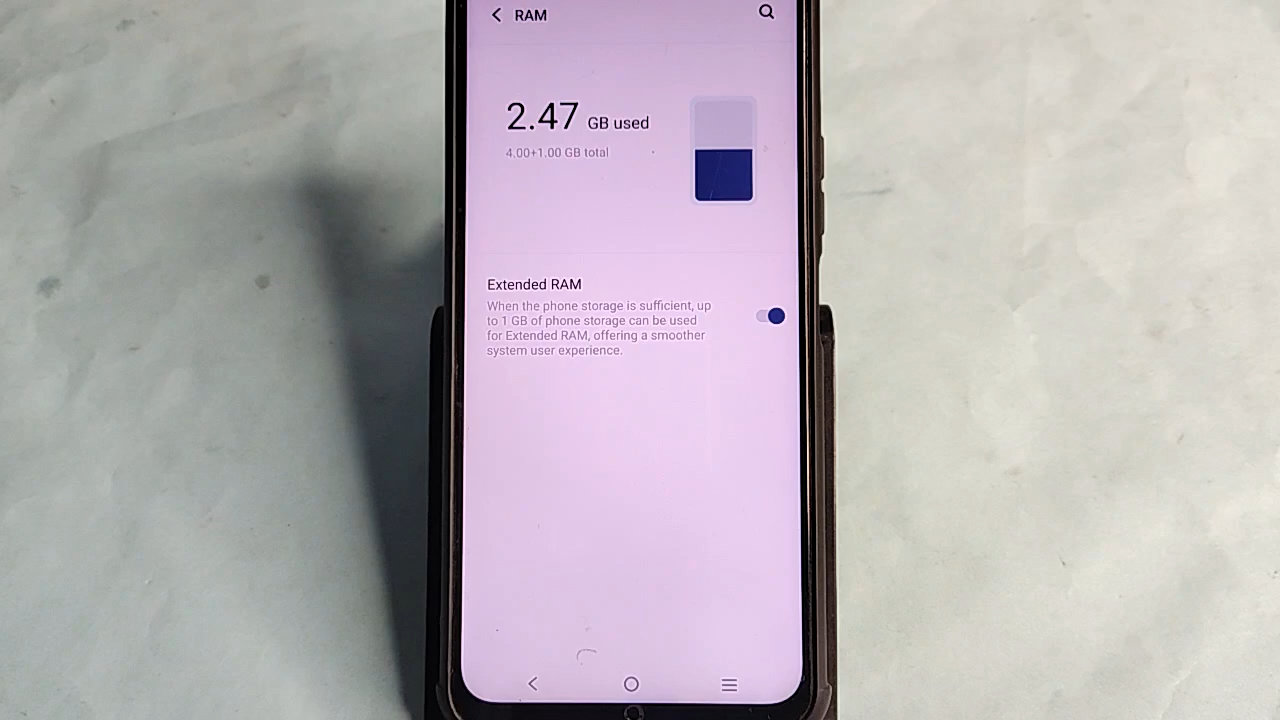 RAM
2.47 GB used
4.00+1.00 GB total
Extended RAM
When the phone storage is sufficient, up
to 1 GB of phone storage can be used
for Extended RAM, offering a smoother
system user experience.